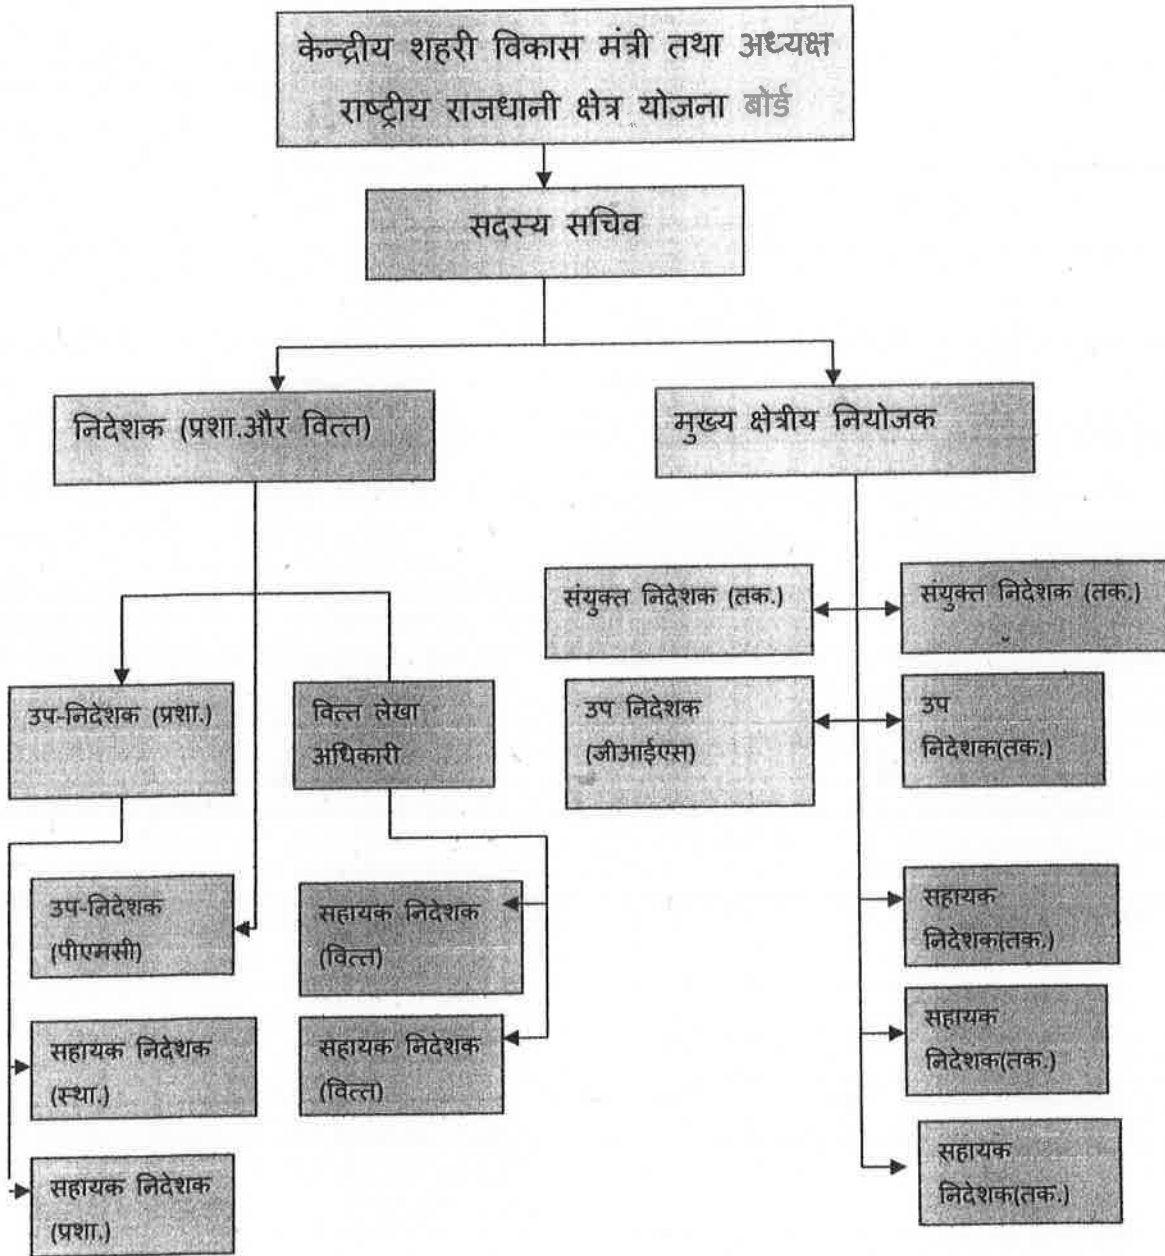 केन्द्रीय शहरी विकास मंत्री तथा अध्यक्ष
राष्ट्रीय राजधानी क्षेत्र योजना बोर्ड
सदस्य सचिव
निदेशक (प्रशा.और वित्त)
मुख्य क्षेत्रीय नियोजक
संयुक्त निदेशक (तक.)
संयुक्त निदेशक (तक.)
उप-निदेशक (प्रशा.)
वित्त लेखा
अधिकारी
उप निदेशक
(जीआईएस)
उप
निदेशक(तक.)
उप-निदेशक
(पीएमसी)
सहायक निदेशक
(वित्त)
सहायक
निदेशक(तक.)
सहायक निदेशक
(स्था.)
सहायक निदेशक
(वित्त)
सहायक
निदेशक(तक.)
सहायक निदेशक
(प्रशा.)
सहायक
निदेशक(तक.)